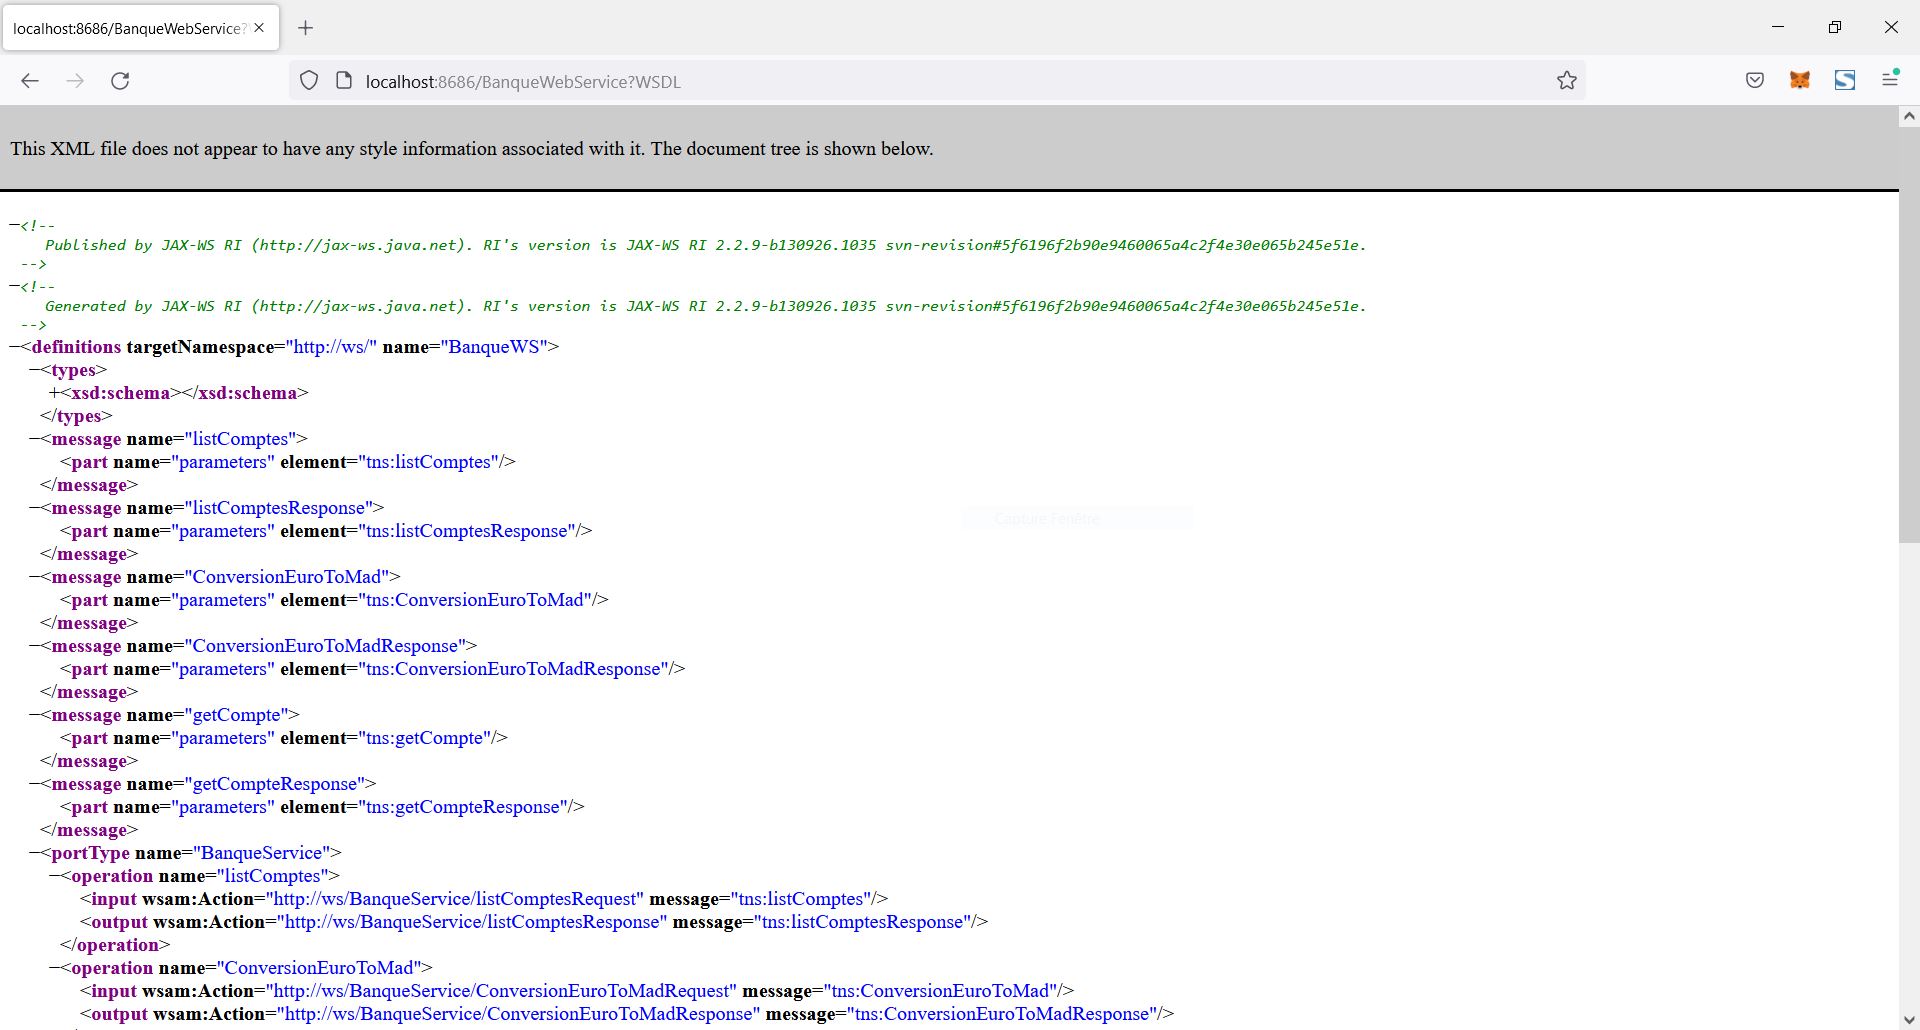 localhost:8686/BanqueWebService?
localhost:8686/BanqueWebService?WSDL
This XML file does not appear to have any style information associated with it. The document tree is shown below.
−<!--
Published by JAX-WS RI (http://jax-ws.java.net). RI's version is JAX-WS RI 2.2.9-b130926.1035 svn-revision#5f6196f2b90e9460065a4c2f4e30e065b245e51e.
-->
−<!--
Generated by JAX-WS RI (http://jax-ws.java.net). RI's version is JAX-WS RI 2.2.9-b130926.1035 svn-revision#5f6196f2b90e9460065a4c2f4e30e065b245e51e.
-->
−<definitions targetNamespace="http://ws/" name="BanqueWS">
−<types>
+<xsd:schema></xsd:schema>
</types>
−<message name="listComptes">
<part name="parameters" element="tns:listComptes"/>
</message>
−<message name="listComptesResponse">
<part name="parameters" element="tns:listComptesResponse"/>
Capture Fenêtre
</message>
−<message name="ConversionEuroToMad">
<part name="parameters" element="tns:ConversionEuroToMad"/>
</message>
−<message name="ConversionEuroToMadResponse">
<part name="parameters" element="tns:ConversionEuroToMadResponse"/>
</message>
−<message name="getCompte">
<part name="parameters" element="tns:getCompte"/>
</message>
−<message name="getCompteResponse">
<part name="parameters" element="tns:getCompteResponse"/>
</message>
−<portType name="BanqueService">
−<operation name="listComptes">
<input wsam:Action="http://ws/BanqueService/listComptesRequest" message="tns:listComptes"/>
<output wsam:Action="http://ws/BanqueService/listComptesResponse" message="tns:listComptesResponse"/>
</operation>
−<operation name="ConversionEuroToMad">
<input wsam:Action="http://ws/BanqueService/ConversionEuroToMadRequest" message="tns:ConversionEuroToMad"/>
<output wsam:Action="http://ws/BanqueService/ConversionEuroToMadResponse" message="tns:ConversionEuroToMadResponse"/>